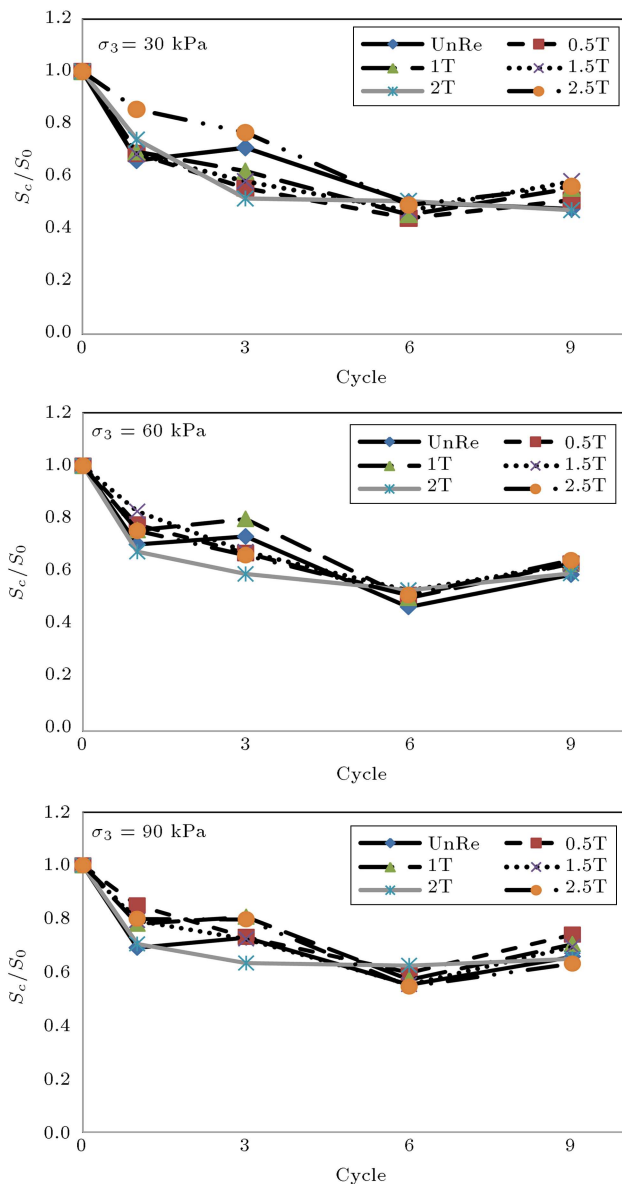 1.2
σ3 = 30 kPa
UnRe 0.5T
1T 1.5T
2T 2.5T
1.0
0.8
0.6
0.4
0.2
0.0
Sc/S0
0 3 6 9
Cycle
1.2
σ3 = 60 kPa
UnRe 0.5T
1T 1.5T
2T 2.5T
1.0
0.8
0.6
0.4
0.2
0.0
Sc/S0
0 3 6 9
Cycle
1.2
σ3 = 90 kPa
UnRe 0.5T
1T 1.5T
2T 2.5T
1.0
0.8
0.6
0.4
0.2
0.0
Sc/S0
0 3 6 9
Cycle